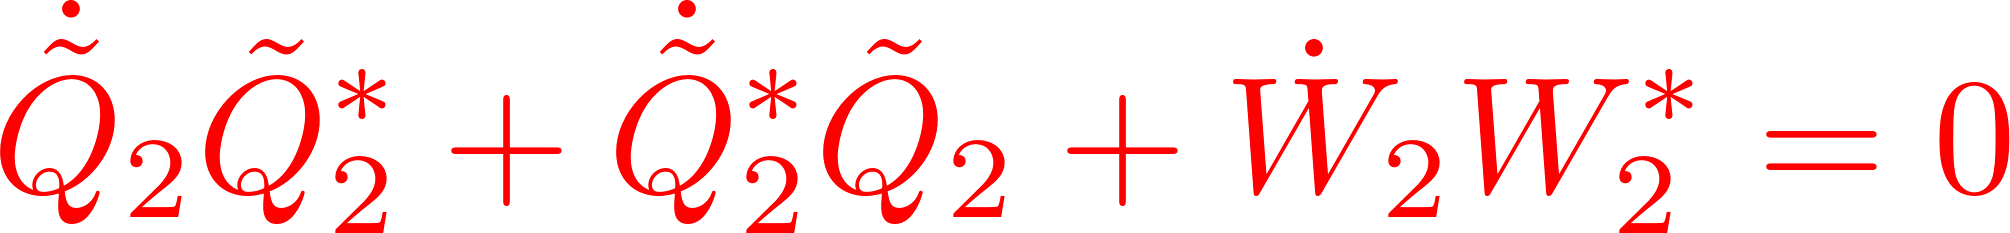 $\dot{\tilde{Q}}_2 \tilde{Q}_2^* + \dot{\tilde{Q}}_2^* \tilde{Q}_2 + \dot{W}_2 W_2^* = 0$